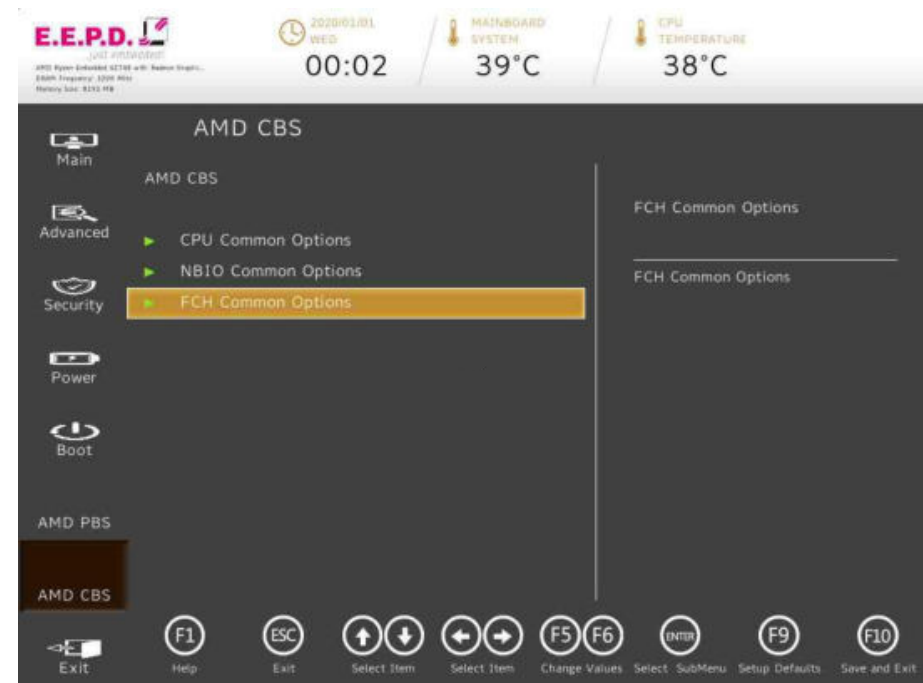 E.E.P.D.
2020/01/01
WED
00:02
MAINBOARD
SYSTEM
39°C
CPU
TEMPERATURE
38°C
Main
Advanced
Security
Power
Boot
AMD PBS
AMD CBS
Exit
AMD CBS
AMD CBS
CPU Common Options
NBIO Common Options
FCH Common Options
FCH Common Options
FCH Common Options
F1
Help
ESC
Exit
Select Item
Select Item
F5 F6
Change Values
ENTER
Select SubMenu
F9
Setup Defaults
F10
Save and Exit